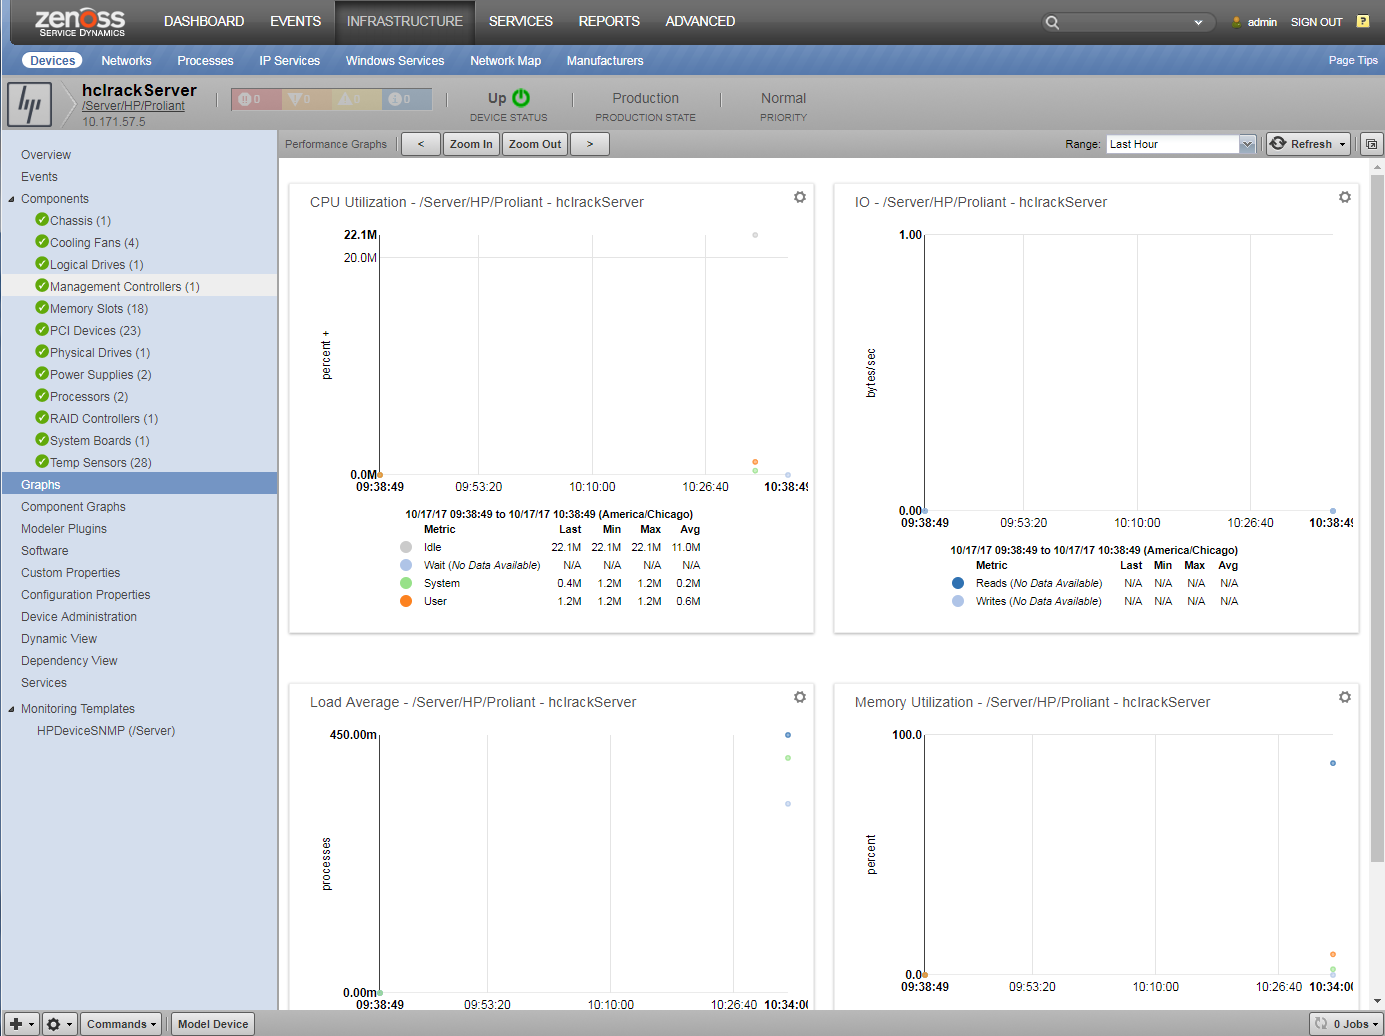 zenoss
SERVICE DYNAMICS
DASHBOARD EVENTS INFRASTRUCTURE SERVICES REPORTS ADVANCED
admin SIGN OUT ?
Devices Networks Processes IP Services Windows Services Network Map Manufacturers Page Tips
hp
hclrackServer
/Server/HP/Proliant
10.171.57.5
0 0 0 0
Up
DEVICE STATUS
Production
PRODUCTION STATE
Normal
PRIORITY
Overview
Events
Components
Chassis (1)
Cooling Fans (4)
Logical Drives (1)
Management Controllers (1)
Memory Slots (18)
PCI Devices (23)
Physical Drives (1)
Power Supplies (2)
Processors (2)
RAID Controllers (1)
System Boards (1)
Temp Sensors (28)
Graphs
Component Graphs
Modeler Plugins
Software
Custom Properties
Configuration Properties
Device Administration
Dynamic View
Dependency View
Services
Monitoring Templates
HPDeviceSNMP (/Server)
Performance Graphs < Zoom In Zoom Out > Range: Last Hour Refresh
CPU Utilization - /Server/HP/Proliant - hclrackServer
22.1M
20.0M
percent +
0.0M
09:38:49 09:53:20 10:10:00 10:26:40 10:38:49
10/17/17 09:38:49 to 10/17/17 10:38:49 (America/Chicago)
Metric Last Min Max Avg
Idle 22.1M 22.1M 22.1M 11.0M
Wait (No Data Available) N/A N/A N/A N/A
System 0.4M 1.2M 1.2M 0.2M
User 1.2M 1.2M 1.2M 0.6M
IO - /Server/HP/Proliant - hclrackServer
1.00
bytes/sec
0.00
09:38:49 09:53:20 10:10:00 10:26:40 10:38:49
10/17/17 09:38:49 to 10/17/17 10:38:49 (America/Chicago)
Metric Last Min Max Avg
Reads (No Data Available) N/A N/A N/A N/A
Writes (No Data Available) N/A N/A N/A N/A
Load Average - /Server/HP/Proliant - hclrackServer
450.00m
processes
0.00m
09:38:49 09:53:20 10:10:00 10:26:40 10:34:00
Memory Utilization - /Server/HP/Proliant - hclrackServer
100.0
percent
0.0
09:38:49 09:53:20 10:10:00 10:26:40 10:34:00
Commands Model Device 0 Jobs